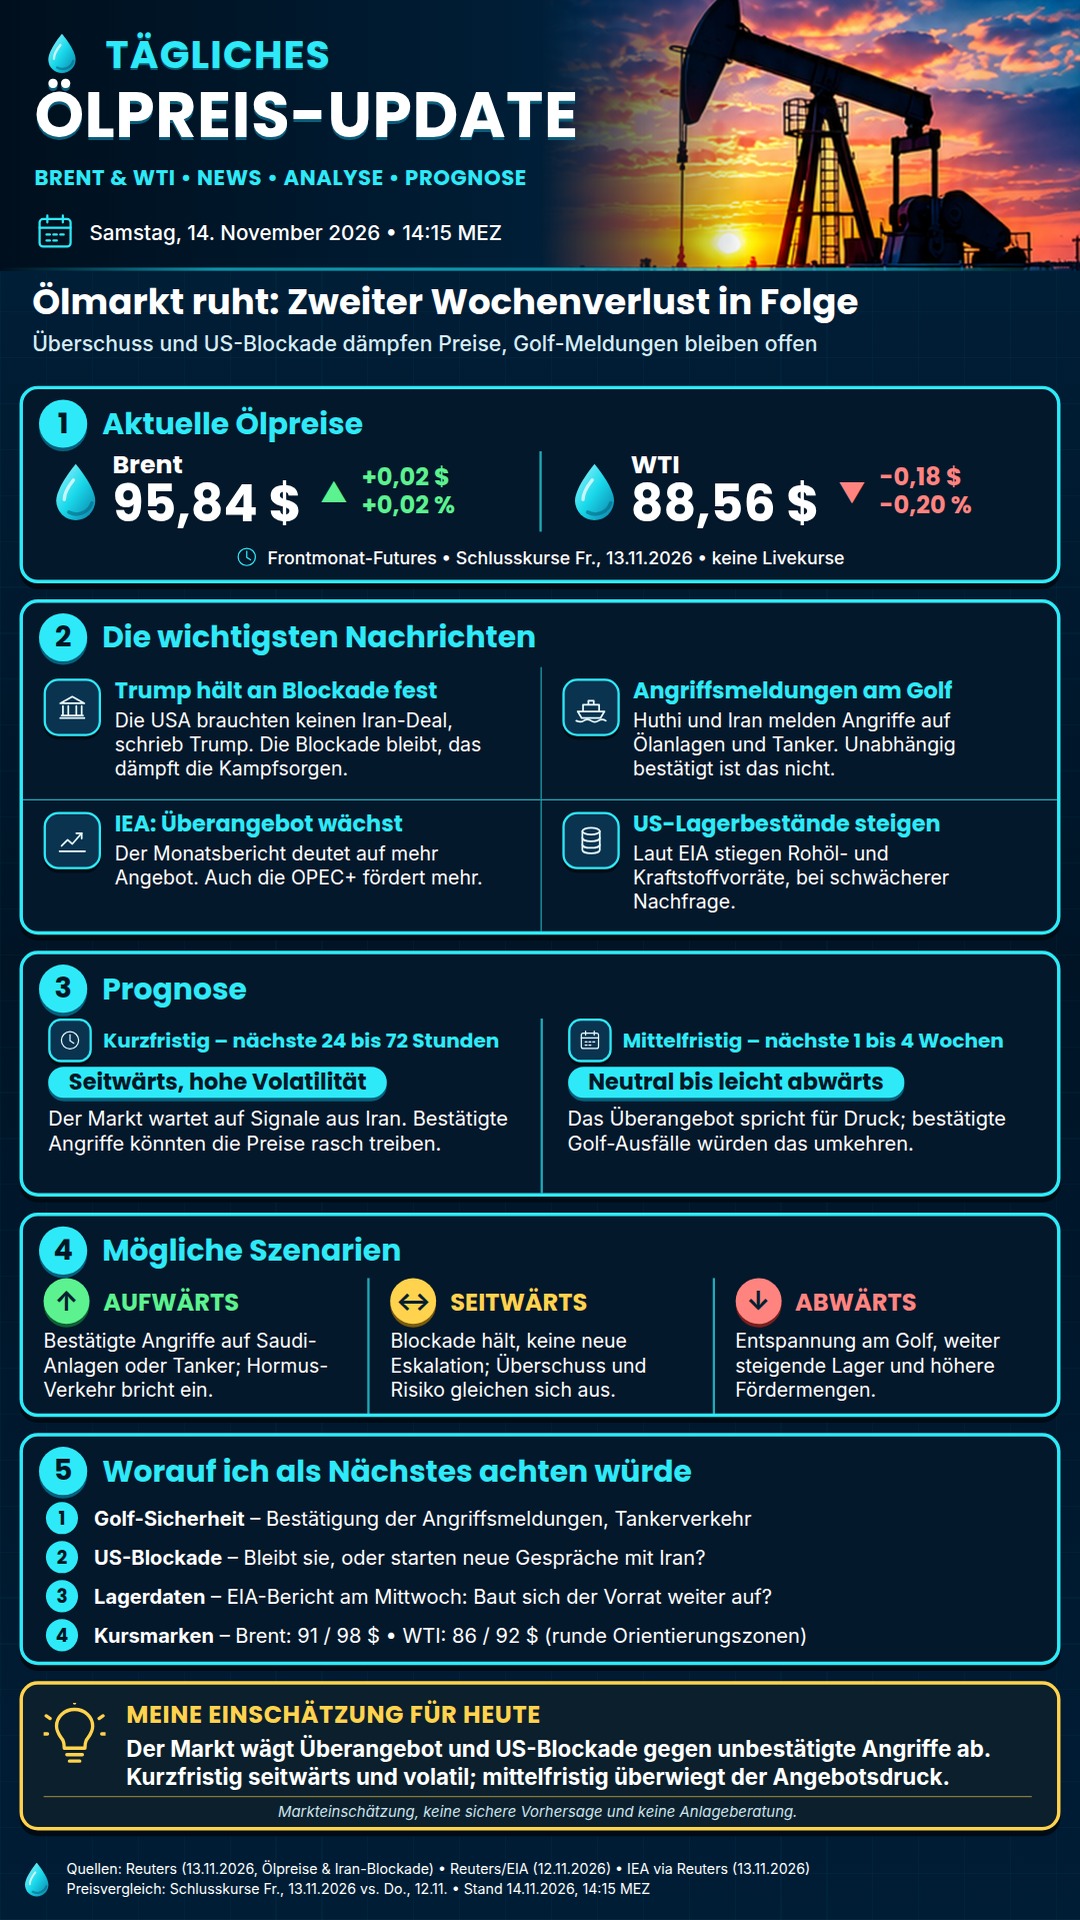 TÄGLICHES
ÖLPREIS-UPDATE
BRENT & WTI • NEWS • ANALYSE • PROGNOSE
Samstag, 14. November 2026 • 14:15 MEZ
Ölmarkt ruht: Zweiter Wochenverlust in Folge
Überschuss und US-Blockade dämpfen Preise, Golf-Meldungen bleiben offen
1 Aktuelle Ölpreise
Brent
95,84 $
▲
+0,02 $
+0,02 %
WTI
88,56 $
▼
−0,18 $
−0,20 %
Frontmonat-Futures • Schlusskurse Fr., 13.11.2026 • keine Livekurse
2 Die wichtigsten Nachrichten
Trump hält an Blockade fest
Die USA brauchten keinen Iran-Deal,
schrieb Trump. Die Blockade bleibt, das
dämpft die Kampfsorgen.
Angriffsmeldungen am Golf
Huthi und Iran melden Angriffe auf
Ölanlagen und Tanker. Unabhängig
bestätigt ist das nicht.
IEA: Überangebot wächst
Der Monatsbericht deutet auf mehr
Angebot. Auch die OPEC+ fördert mehr.
US-Lagerbestände steigen
Laut EIA stiegen Rohöl- und
Kraftstoffvorräte, bei schwächerer
Nachfrage.
3 Prognose
Kurzfristig – nächste 24 bis 72 Stunden
Seitwärts, hohe Volatilität
Der Markt wartet auf Signale aus Iran. Bestätigte
Angriffe könnten die Preise rasch treiben.
Mittelfristig – nächste 1 bis 4 Wochen
Neutral bis leicht abwärts
Das Überangebot spricht für Druck; bestätigte
Golf-Ausfälle würden das umkehren.
4 Mögliche Szenarien
AUFWÄRTS
Bestätigte Angriffe auf Saudi-
Anlagen oder Tanker; Hormus-
Verkehr bricht ein.
SEITWÄRTS
Blockade hält, keine neue
Eskalation; Überschuss und
Risiko gleichen sich aus.
ABWÄRTS
Entspannung am Golf, weiter
steigende Lager und höhere
Fördermengen.
5 Worauf ich als Nächstes achten würde
1 Golf-Sicherheit – Bestätigung der Angriffsmeldungen, Tankerverkehr
2 US-Blockade – Bleibt sie, oder starten neue Gespräche mit Iran?
3 Lagerdaten – EIA-Bericht am Mittwoch: Baut sich der Vorrat weiter auf?
4 Kursmarken – Brent: 91 / 98 $ • WTI: 86 / 92 $ (runde Orientierungszonen)
MEINE EINSCHÄTZUNG FÜR HEUTE
Der Markt wägt Überangebot und US-Blockade gegen unbestätigte Angriffe ab.
Kurzfristig seitwärts und volatil; mittelfristig überwiegt der Angebotsdruck.
Markteinschätzung, keine sichere Vorhersage und keine Anlageberatung.
Quellen: Reuters (13.11.2026, Ölpreise & Iran-Blockade) • Reuters/EIA (12.11.2026) • IEA via Reuters (13.11.2026)
Preisvergleich: Schlusskurse Fr., 13.11.2026 vs. Do., 12.11. • Stand 14.11.2026, 14:15 MEZ